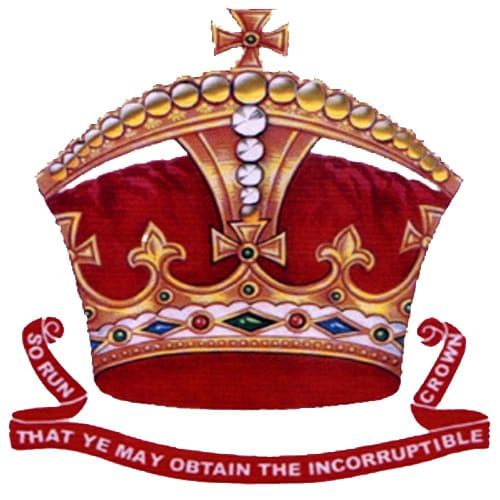 SO RUN
THAT YE MAY OBTAIN THE INCORRUPTIBLE
CROWN